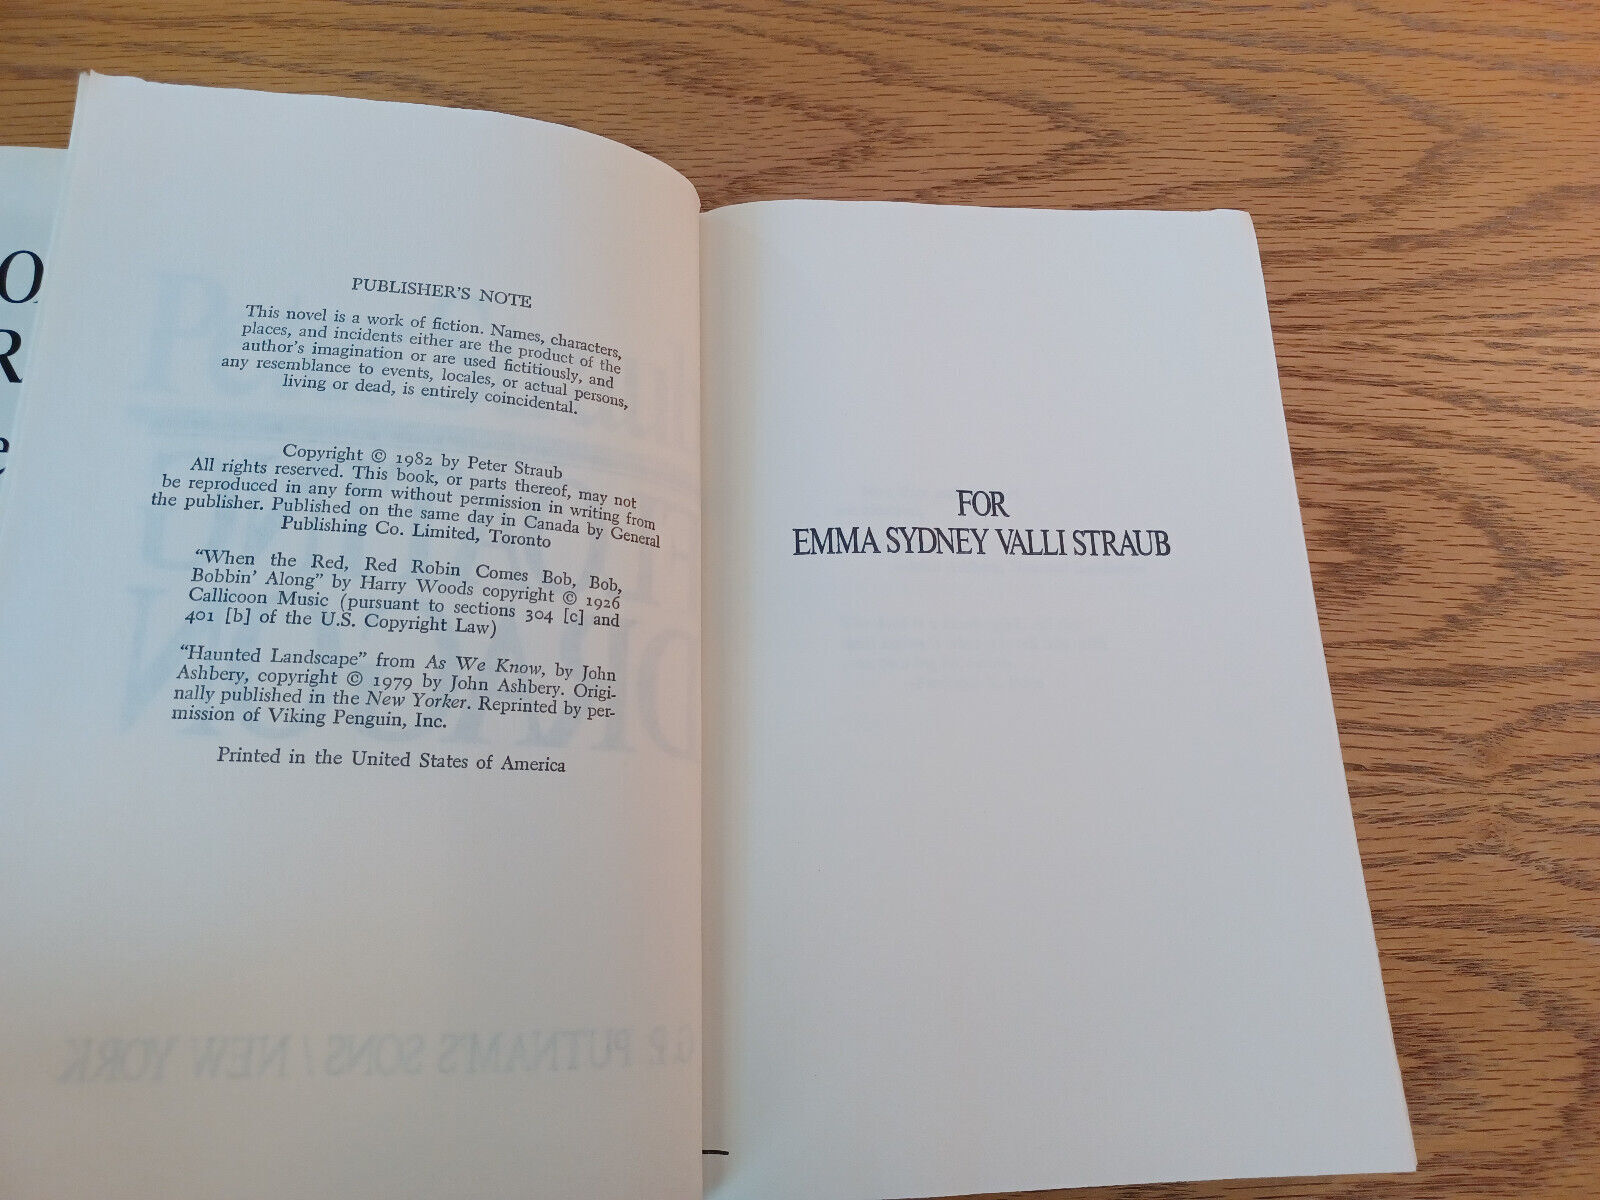 O
R
e
PUBLISHER'S NOTE
This novel is a work of fiction. Names, characters,
places, and incidents either are the product of the
author's imagination or are used fictitiously, and
any resemblance to events, locales, or actual persons,
living or dead, is entirely coincidental.
Copyright © 1982 by Peter Straub
All rights reserved. This book, or parts thereof, may not
be reproduced in any form without permission in writing from
the publisher. Published on the same day in Canada by General
Publishing Co. Limited, Toronto
"When the Red, Red Robin Comes Bob, Bob,
Bobbin' Along" by Harry Woods copyright © 1926
Callicoon Music (pursuant to sections 304 [c] and
401 [b] of the U.S. Copyright Law)
"Haunted Landscape" from As We Know, by John
Ashbery, copyright © 1979 by John Ashbery. Origi-
nally published in the New Yorker. Reprinted by per-
mission of Viking Penguin, Inc.
Printed in the United States of America
G.P. PUTNAM'S SONS / NEW YORK
FOR
EMMA SYDNEY VALLI STRAUB